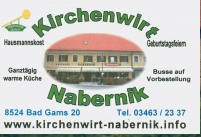 Kirchenwirt
Hausmannskost
Geburtstagsfeiern
Ganztägig
warme Küche
Busse auf
Vorbestellung
Nabernik
8524 Bad Gams 20 Tel. 03463 / 23 37
www.kirchenwirt-nabernik.info